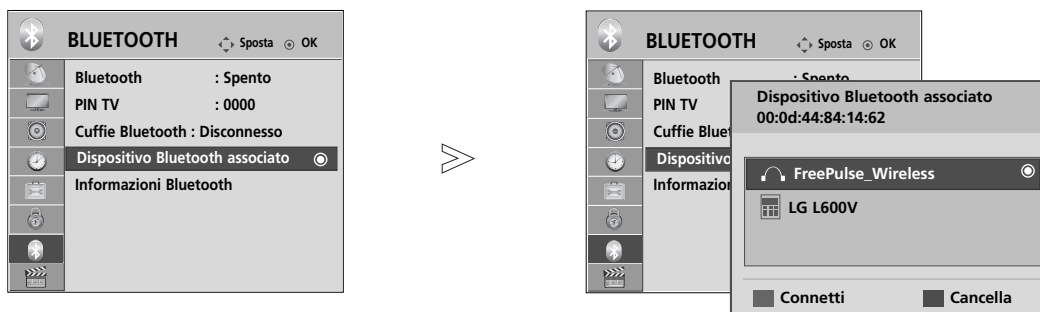 BLUETOOTH Sposta OK
Bluetooth : Spento
PIN TV : 0000
Cuffie Bluetooth : Disconnesso
Dispositivo Bluetooth associato
Informazioni Bluetooth
BLUETOOTH Sposta OK
Bluetooth : Spento
PIN TV
Cuffie Bluet
Dispositivo
Informazion
Dispositivo Bluetooth associato
00:0d:44:84:14:62
FreePulse_Wireless
LG L600V
Connetti Cancella